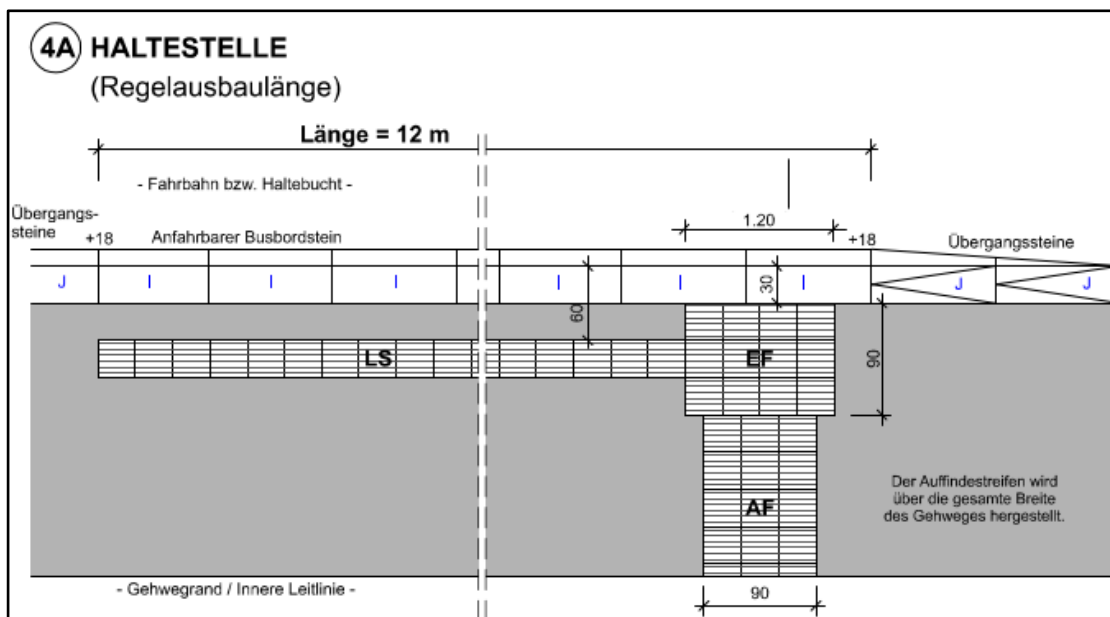 4A HALTESTELLE
(Regelausbaulänge)
Länge = 12 m
- Fahrbahn bzw. Haltebucht -
Übergangs-
steine
+18
Anfahrbarer Busbordstein
1.20
+18
Übergangssteine
J I I I I I I J J
30
60
LS
EF
90
AF
Der Auffindestreifen wird
über die gesamte Breite
des Gehweges hergestellt.
- Gehwegrand / Innere Leitlinie -
90